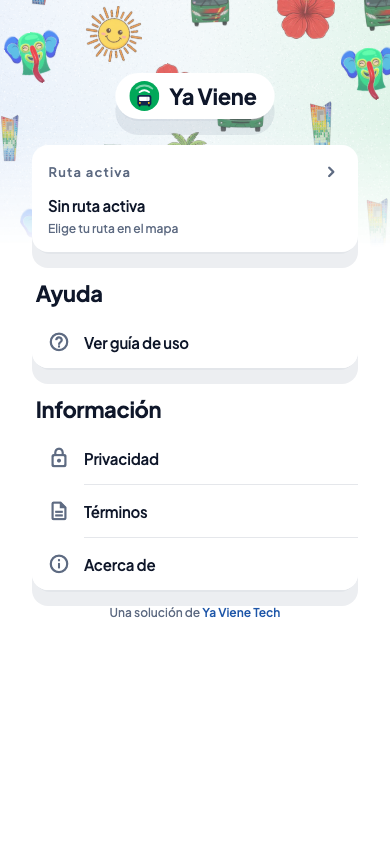 Ya Viene
Ruta activa
Sin ruta activa
Elige tu ruta en el mapa
Ayuda
Ver guía de uso
Información
Privacidad
Términos
Acerca de
Una solución de Ya Viene Tech